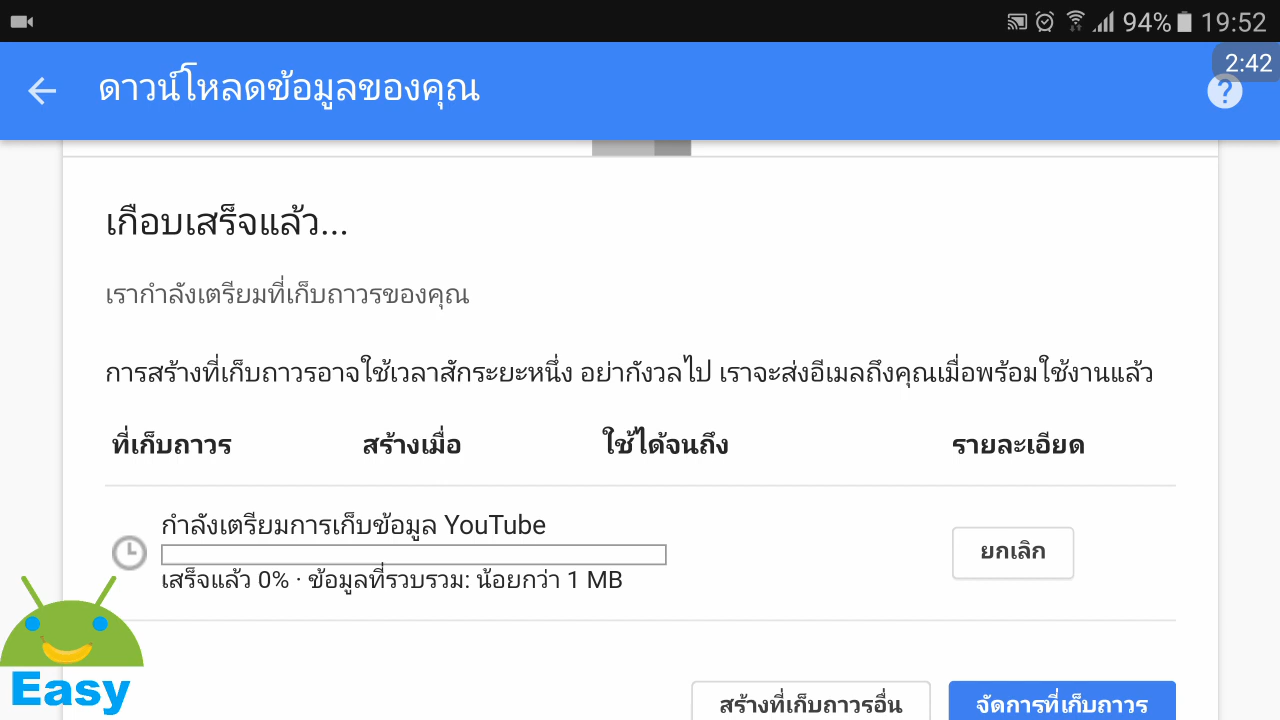 94% 19:52
ดาวน์โหลดข้อมูลของคุณ
2:42
?
เกือบเสร็จแล้ว...
เรากำลังเตรียมที่เก็บถาวรของคุณ
การสร้างที่เก็บถาวรอาจใช้เวลาสักระยะหนึ่ง อย่ากังวลไป เราจะส่งอีเมลถึงคุณเมื่อพร้อมใช้งานแล้ว
ที่เก็บถาวร สร้างเมื่อ ใช้ได้จนถึง รายละเอียด
กำลังเตรียมการเก็บข้อมูล YouTube
ยกเลิก
เสร็จแล้ว 0% · ข้อมูลที่รวบรวม: น้อยกว่า 1 MB
Easy
สร้างที่เก็บถาวรอื่น จัดการที่เก็บถาวร